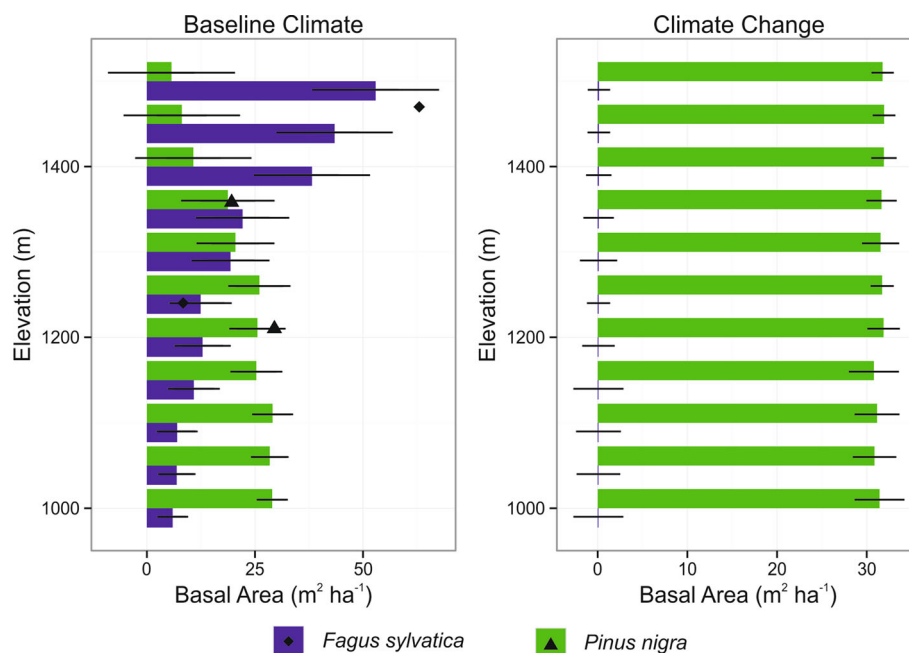 Baseline Climate
Climate Change
Elevation (m)
1400
1200
1000
0 25 50
Basal Area (m² ha⁻¹)
Elevation (m)
1400
1200
1000
0 10 20 30
Basal Area (m² ha⁻¹)
Fagus sylvatica
Pinus nigra